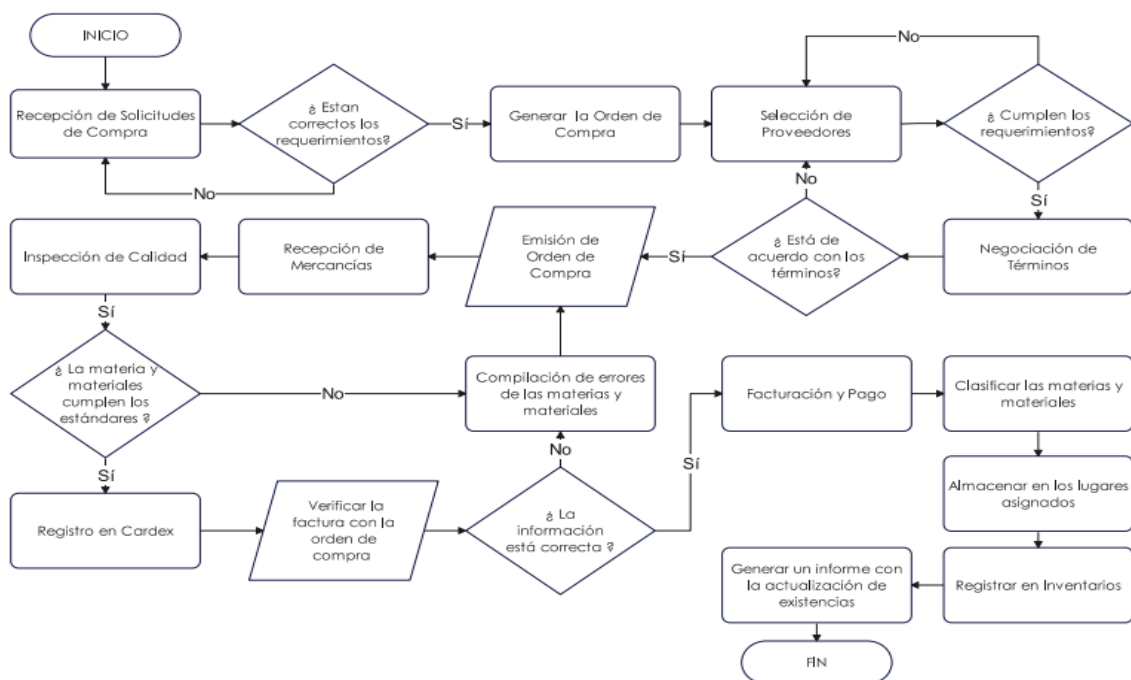 INICIO
Recepción de Solicitudes
de Compra
¿ Estan
correctos los
requerimientos?
Sí
No
Generar la Orden de
Compra
Selección de
Proveedores
No
¿ Cumplen los
requerimientos?
Sí
Negociación de
Términos
¿ Está de
acuerdo con los
términos?
No
Sí
Emisión de
Orden de
Compra
Recepción de
Mercancías
Inspección de Calidad
Sí
¿ La materia y
materiales
cumplen los
estándares ?
No
Compilación de errores
de las materias y
materiales
Sí
Registro en Cardex
Verificar la
factura con la
orden de
compra
¿ La
información
está correcta ?
No
Sí
Facturación y Pago
Clasificar las materias y
materiales
Almacenar en los lugares
asignados
Registrar en Inventarios
Generar un informe con
la actualización de
existencias
FIN